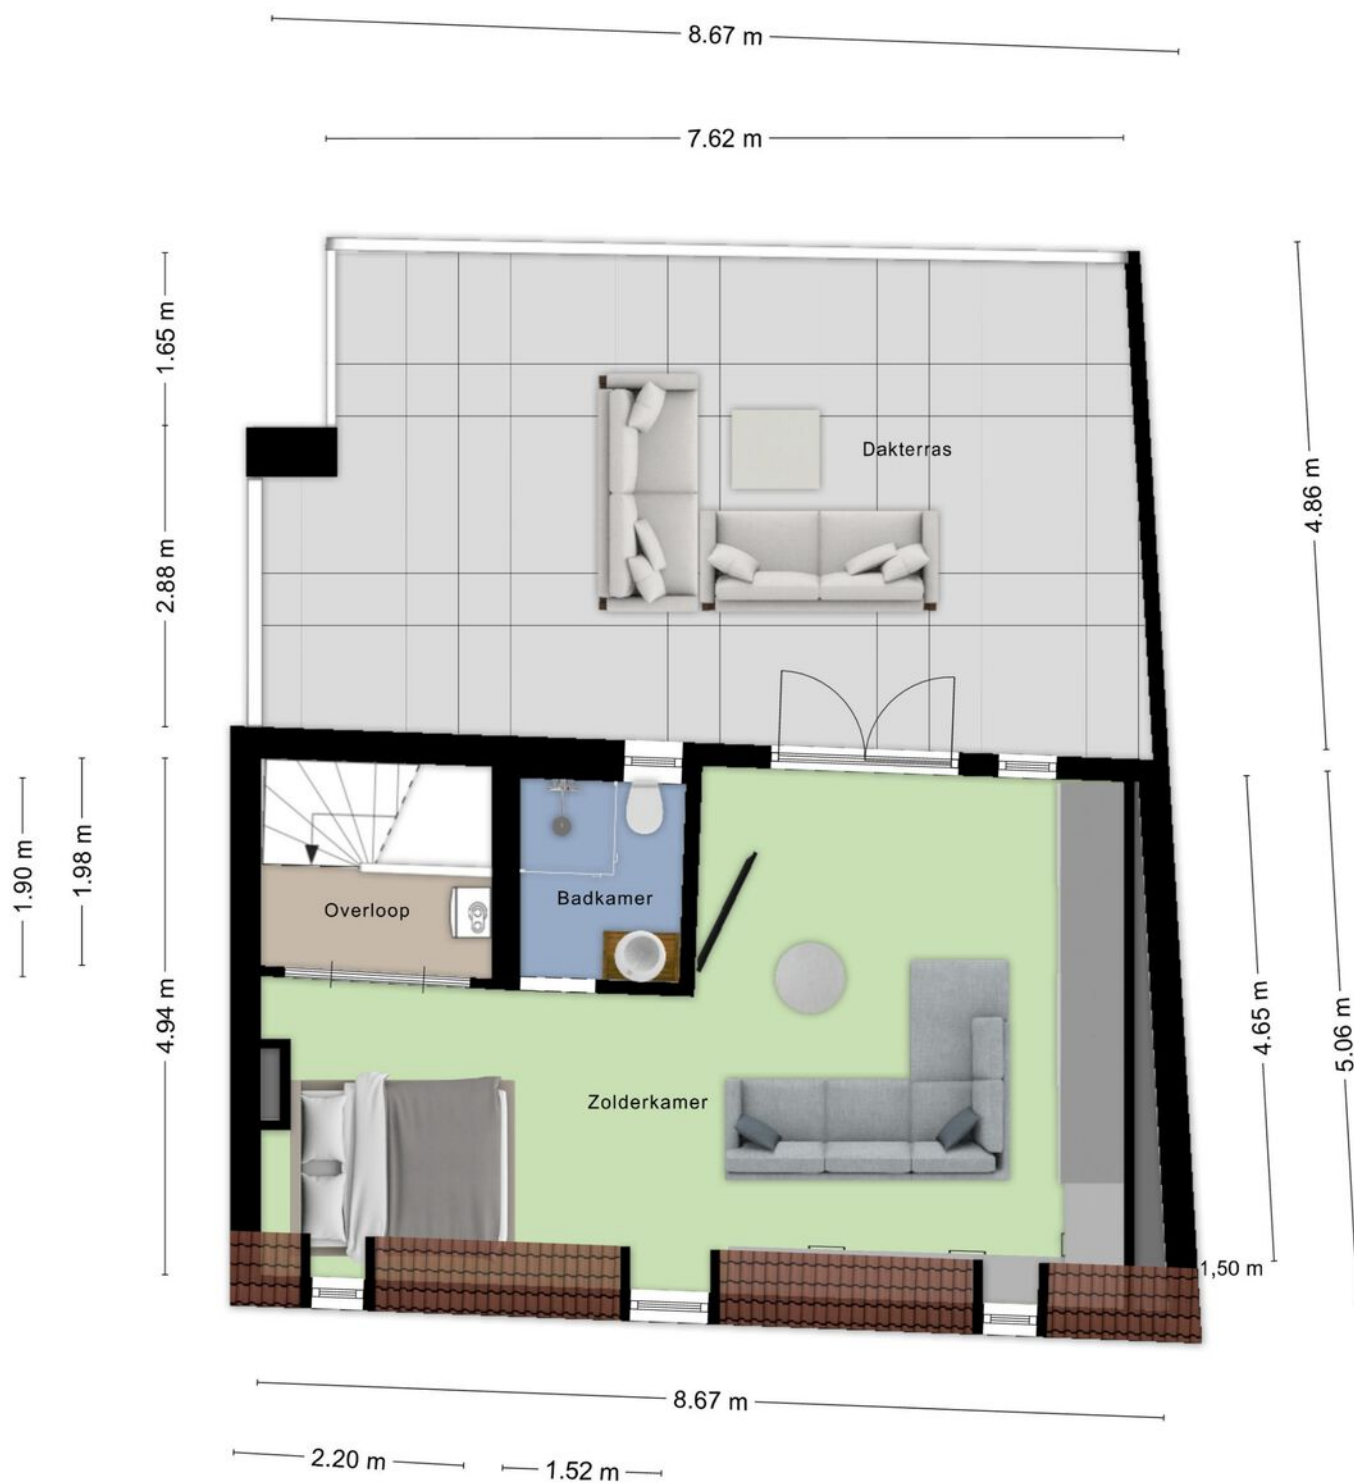 8.67 m
7.62 m
1.65 m
Dakterras
4.86 m
2.88 m
1.90 m
1.98 m
Badkamer
Overloop
4.94 m
4.65 m
5.06 m
Zolderkamer
1,50 m
8.67 m
2.20 m
1.52 m